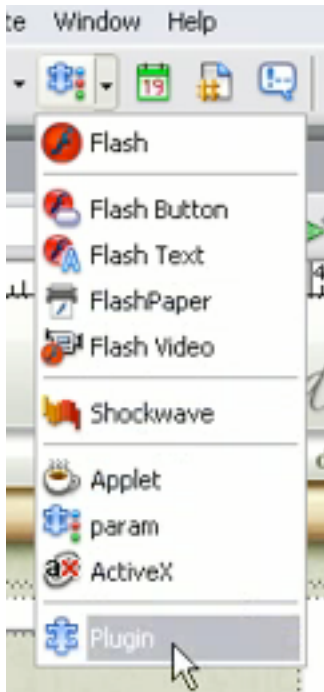 te Window Help
19
Flash
Flash Button
Flash Text
FlashPaper
Flash Video
Shockwave
Applet
param
ActiveX
Plugin